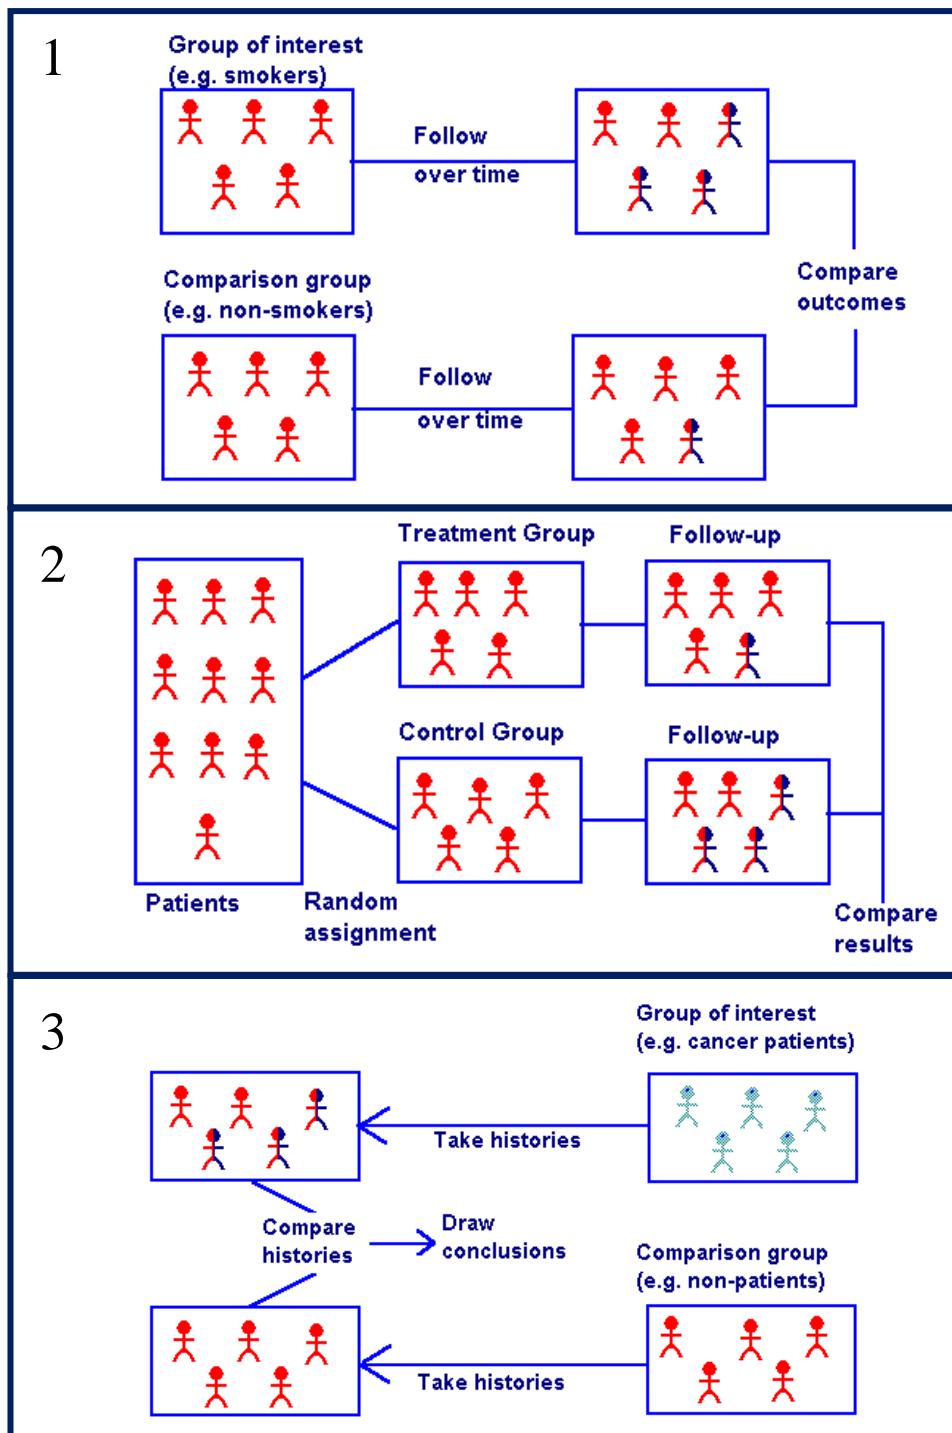 1
Group of interest
(e.g. smokers)
Follow
over time
Compare
outcomes
Comparison group
(e.g. non-smokers)
Follow
over time
2
Treatment Group
Follow-up
Control Group
Follow-up
Patients
Random
assignment
Compare
results
3
Group of interest
(e.g. cancer patients)
Take histories
Compare
histories
Draw
conclusions
Comparison group
(e.g. non-patients)
Take histories